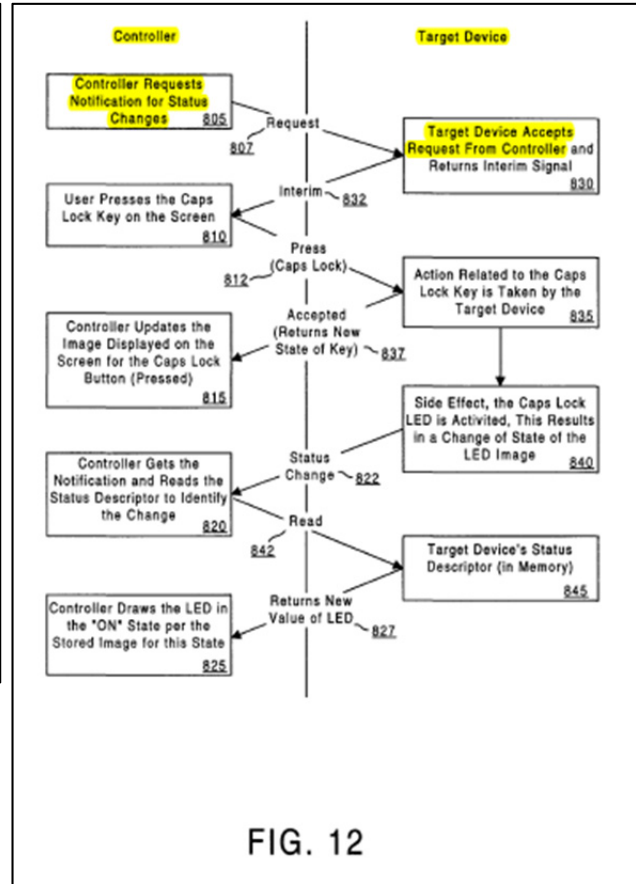 Controller
Target Device
Controller Requests
Notification for Status
Changes
805
Request
807
Target Device Accepts
Request From Controller and
Returns Interim Signal
830
Interim
832
User Presses the Caps
Lock Key on the Screen
810
Press
(Caps Lock)
812
Action Related to the Caps
Lock Key is Taken by the
Target Device
835
Accepted
(Returns New
State of Key)
837
Controller Updates the
Image Displayed on the
Screen for the Caps Lock
Button (Pressed)
815
Side Effect, the Caps Lock
LED is Activited, This Results
in a Change of State of the
LED Image
840
Status
Change
822
Controller Gets the
Notification and Reads the
Status Descriptor to Identify
the Change
820
Read
842
Target Device's Status
Descriptor (in Memory)
845
Returns New
Value of LED
827
Controller Draws the LED in
the "ON" State per the
Stored Image for this State
825
FIG. 12